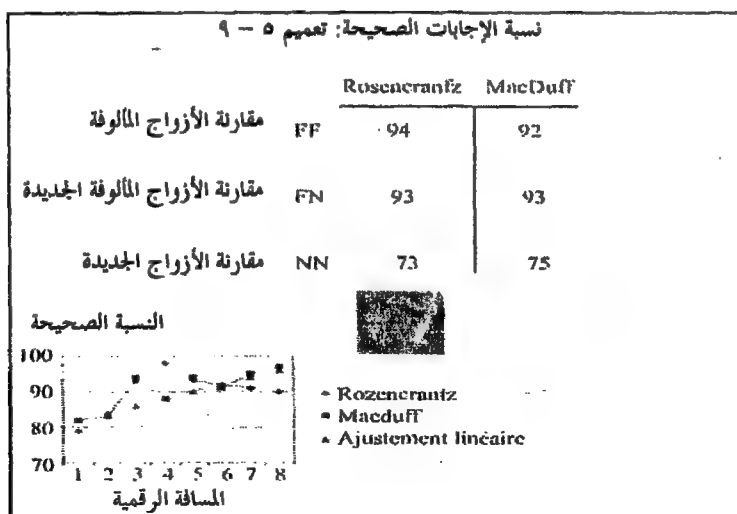 نسبة الإجابات الصحيحة: تعميم ٥ – ٩
Rosencrantz MacDuff
مقارنة الأزواج المألوفة FF 94 92
مقارنة الأزواج المألوفة الجديدة FN 93 93
مقارنة الأزواج الجديدة NN 73 75
النسبة الصحيحة
100
90
80
70
1 2 3 4 5 6 7 8
Rozencrantz
Macduff
Ajustement linéaire
المسافة الرقمية